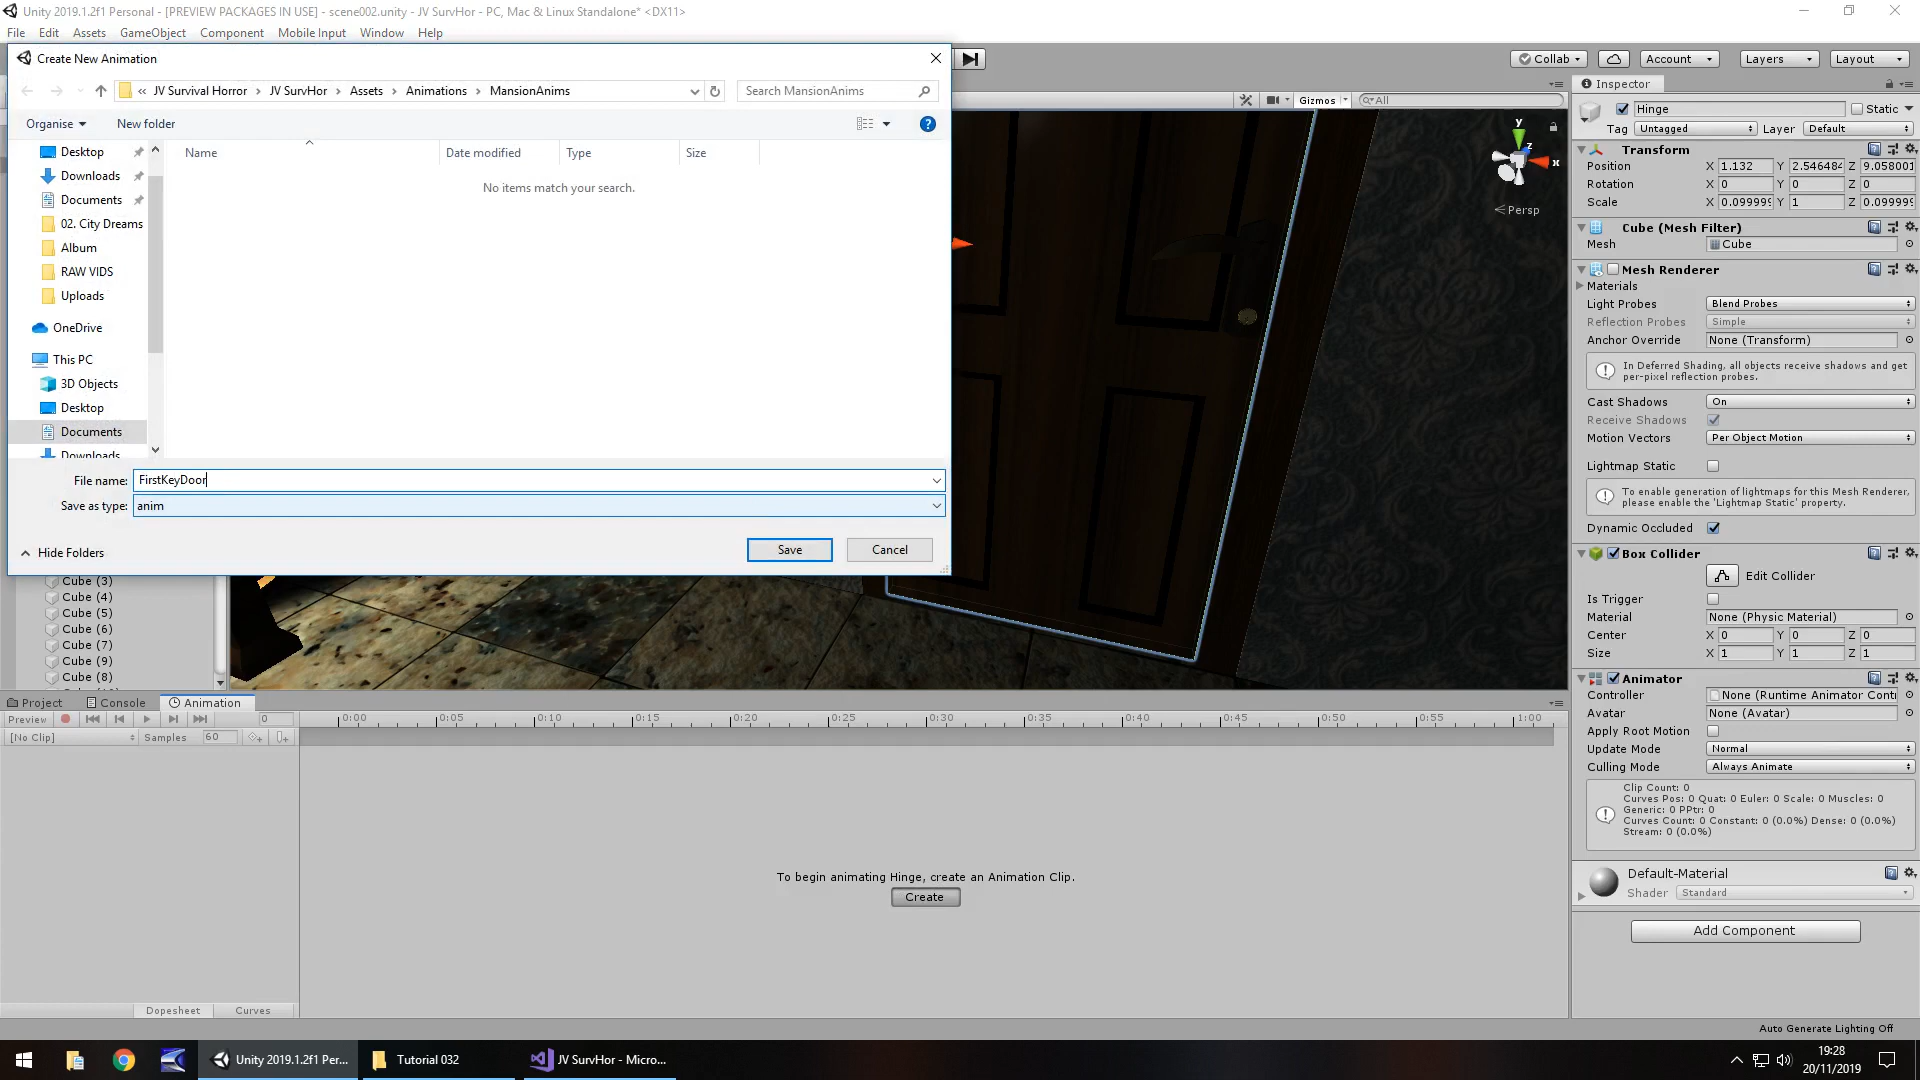 Unity 2019.1.2f1 Personal - [PREVIEW PACKAGES IN USE] - scene002.unity - JV SurvHor - PC, Mac & Linux Standalone* <DX11>
File Edit Assets GameObject Component Mobile Input Window Help
Create New Animation
« JV Survival Horror > JV SurvHor > Assets > Animations > MansionAnims
Search MansionAnims
Organise
New folder
Desktop
Downloads
Documents
02. City Dreams
Album
RAW VIDS
Uploads
OneDrive
This PC
3D Objects
Desktop
Documents
Downloads
Name Date modified Type Size
No items match your search.
File name: FirstKeyDoor
Save as type: anim
Hide Folders
Save
Cancel
Collab Account Layers Layout
Gizmos All
y
z
x
Persp
Cube (3)
Cube (4)
Cube (5)
Cube (6)
Cube (7)
Cube (9)
Cube (8)
Project Console Animation
Preview 0
[No Clip] Samples 60
0:00 0:05 0:10 0:15 0:20 0:25 0:30 0:35 0:40 0:45 0:50 0:55 1:00
To begin animating Hinge, create an Animation Clip.
Create
Dopesheet Curves
Inspector
Hinge Static
Tag Untagged Layer Default
Transform
Position X 1.132 Y 2.546484 Z 9.058001
Rotation X 0 Y 0 Z 0
Scale X 0.099999 Y 1 Z 0.099999
Cube (Mesh Filter)
Mesh Cube
Mesh Renderer
Materials
Light Probes Blend Probes
Reflection Probes Simple
Anchor Override None (Transform)
In Deferred Shading, all objects receive shadows and get
per-pixel reflection probes.
Cast Shadows On
Receive Shadows
Motion Vectors Per Object Motion
Lightmap Static
To enable generation of lightmaps for this Mesh Renderer,
please enable the 'Lightmap Static' property.
Dynamic Occluded
Box Collider
Edit Collider
Is Trigger
Material None (Physic Material)
Center X 0 Y 0 Z 0
Size X 1 Y 1 Z 1
Animator
Controller None (Runtime Animator Contr
Avatar None (Avatar)
Apply Root Motion
Update Mode Normal
Culling Mode Always Animate
Clip Count: 0
Curves Pos: 0 Quat: 0 Euler: 0 Scale: 0 Muscles: 0
Generic: 0 PPtr: 0
Curves Count: 0 Constant: 0 (0.0%) Dense: 0 (0.0%)
Stream: 0 (0.0%)
Default-Material
Shader Standard
Add Component
Auto Generate Lighting Off
Unity 2019.1.2f1 Per...
Tutorial 032
JV SurvHor - Micro...
19:28
20/11/2019